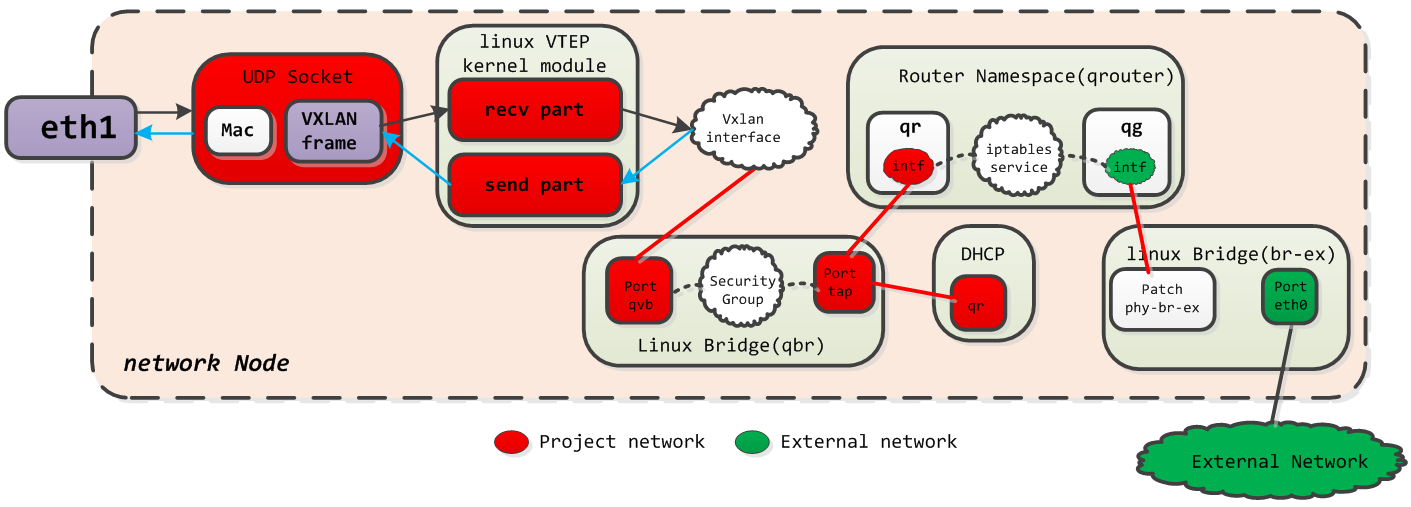 eth1
UDP Socket
Mac
VXLAN
frame
linux VTEP
kernel module
recv part
send part
Vxlan
interface
Router Namespace(qrouter)
qr
intf
iptables
service
qg
intf
Port
qvb
Security
Group
Port
tap
Linux Bridge(qbr)
DHCP
qr
linux Bridge(br-ex)
Patch
phy-br-ex
Port
eth0
network Node
Project network
External network
External Network